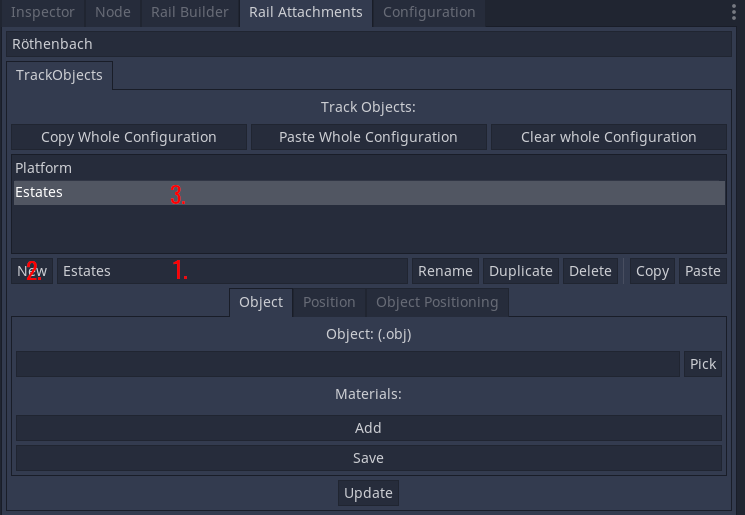 Inspector Node Rail Builder Rail Attachments Configuration
Röthenbach
TrackObjects
Track Objects:
Copy Whole Configuration Paste Whole Configuration Clear whole Configuration
Platform
Estates 3.
New 2. Estates 1. Rename Duplicate Delete Copy Paste
Object Position Object Positioning
Object: (.obj)
Pick
Materials:
Add
Save
Update